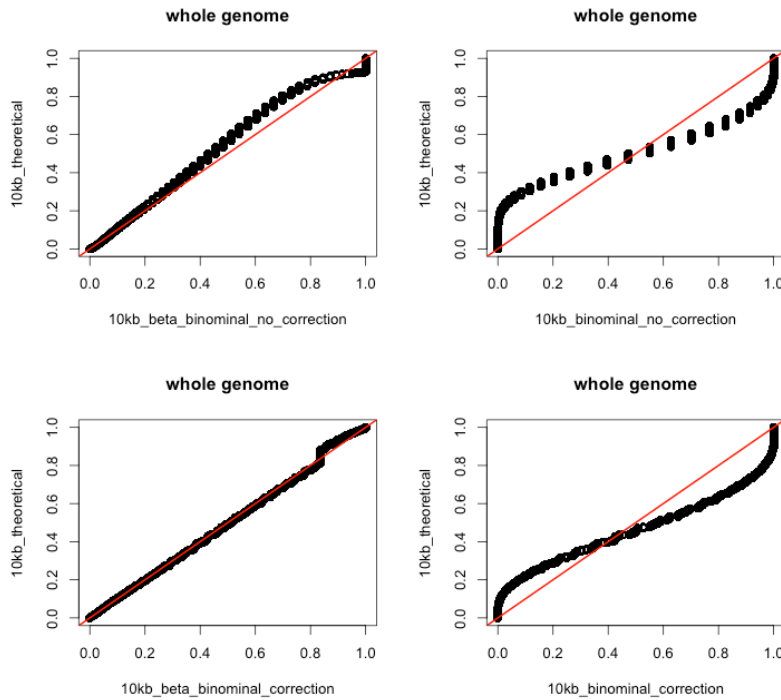 whole genome
10kb_theoretical
0.0 0.2 0.4 0.6 0.8 1.0
0.0 0.2 0.4 0.6 0.8 1.0
10kb_beta_binominal_no_correction
whole genome
10kb_theoretical
0.0 0.2 0.4 0.6 0.8 1.0
0.0 0.2 0.4 0.6 0.8 1.0
10kb_binominal_no_correction
whole genome
10kb_theoretical
0.0 0.2 0.4 0.6 0.8 1.0
0.0 0.2 0.4 0.6 0.8 1.0
10kb_beta_binominal_correction
whole genome
10kb_theoretical
0.0 0.2 0.4 0.6 0.8 1.0
0.0 0.2 0.4 0.6 0.8 1.0
10kb_binominal_correction